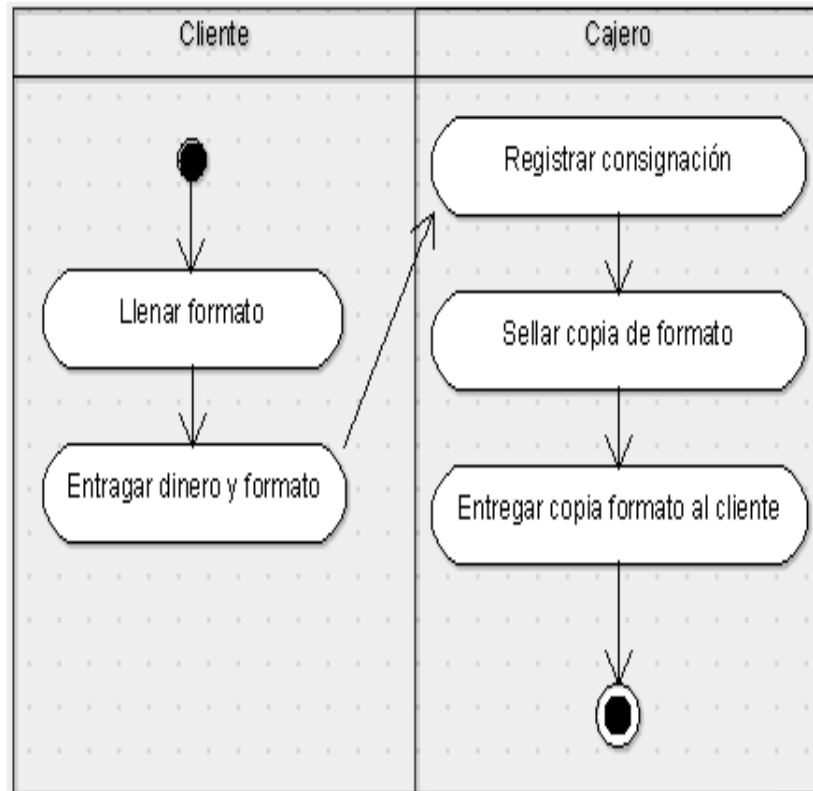 Cliente
Cajero
Llenar formato
Entragar dinero y formato
Registrar consignación
Sellar copia de formato
Entregar copia formato al cliente